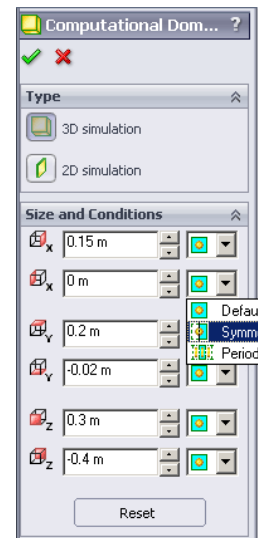 Computational Dom... ?
Type
3D simulation
2D simulation
Size and Conditions
X 0.15 m
X 0 m
Defau
Symme
Period
Y 0.2 m
Y -0.02 m
Z 0.3 m
Z -0.4 m
Reset